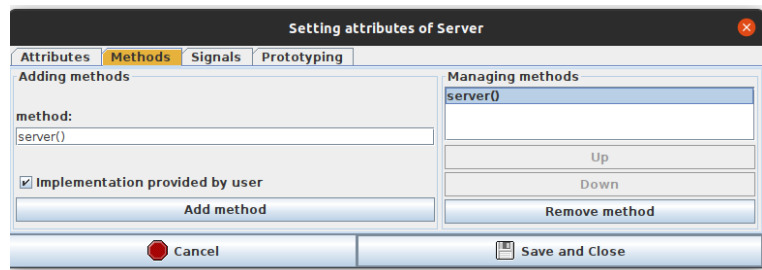 Setting attributes of Server
Attributes Methods Signals Prototyping
Adding methods
method:
server()
Implementation provided by user
Add method
Managing methods
server()
Up
Down
Remove method
Cancel
Save and Close